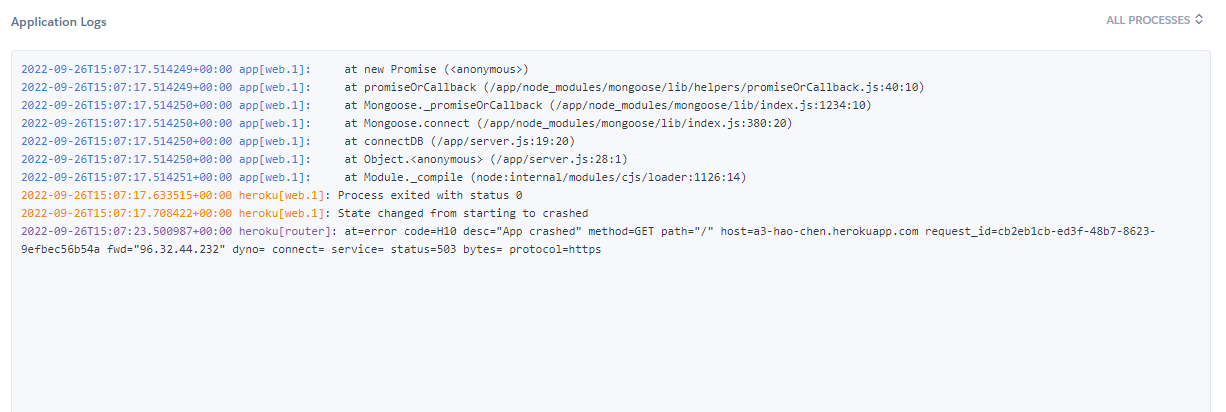 Application Logs
ALL PROCESSES
2022-09-26T15:07:17.514249+00:00 app[web.1]:     at new Promise (<anonymous>)
2022-09-26T15:07:17.514249+00:00 app[web.1]:     at promiseOrCallback (/app/node_modules/mongoose/lib/helpers/promiseOrCallback.js:40:10)
2022-09-26T15:07:17.514250+00:00 app[web.1]:     at Mongoose._promiseOrCallback (/app/node_modules/mongoose/lib/index.js:1234:10)
2022-09-26T15:07:17.514250+00:00 app[web.1]:     at Mongoose.connect (/app/node_modules/mongoose/lib/index.js:380:20)
2022-09-26T15:07:17.514250+00:00 app[web.1]:     at connectDB (/app/server.js:19:20)
2022-09-26T15:07:17.514250+00:00 app[web.1]:     at Object.<anonymous> (/app/server.js:28:1)
2022-09-26T15:07:17.514251+00:00 app[web.1]:     at Module._compile (node:internal/modules/cjs/loader:1126:14)
2022-09-26T15:07:17.633515+00:00 heroku[web.1]: Process exited with status 0
2022-09-26T15:07:17.708422+00:00 heroku[web.1]: State changed from starting to crashed
2022-09-26T15:07:23.500987+00:00 heroku[router]: at=error code=H10 desc="App crashed" method=GET path="/" host=a3-hao-chen.herokuapp.com request_id=cb2eb1cb-ed3f-48b7-8623-
9efbec56b54a fwd="96.32.44.232" dyno= connect= service= status=503 bytes= protocol=https